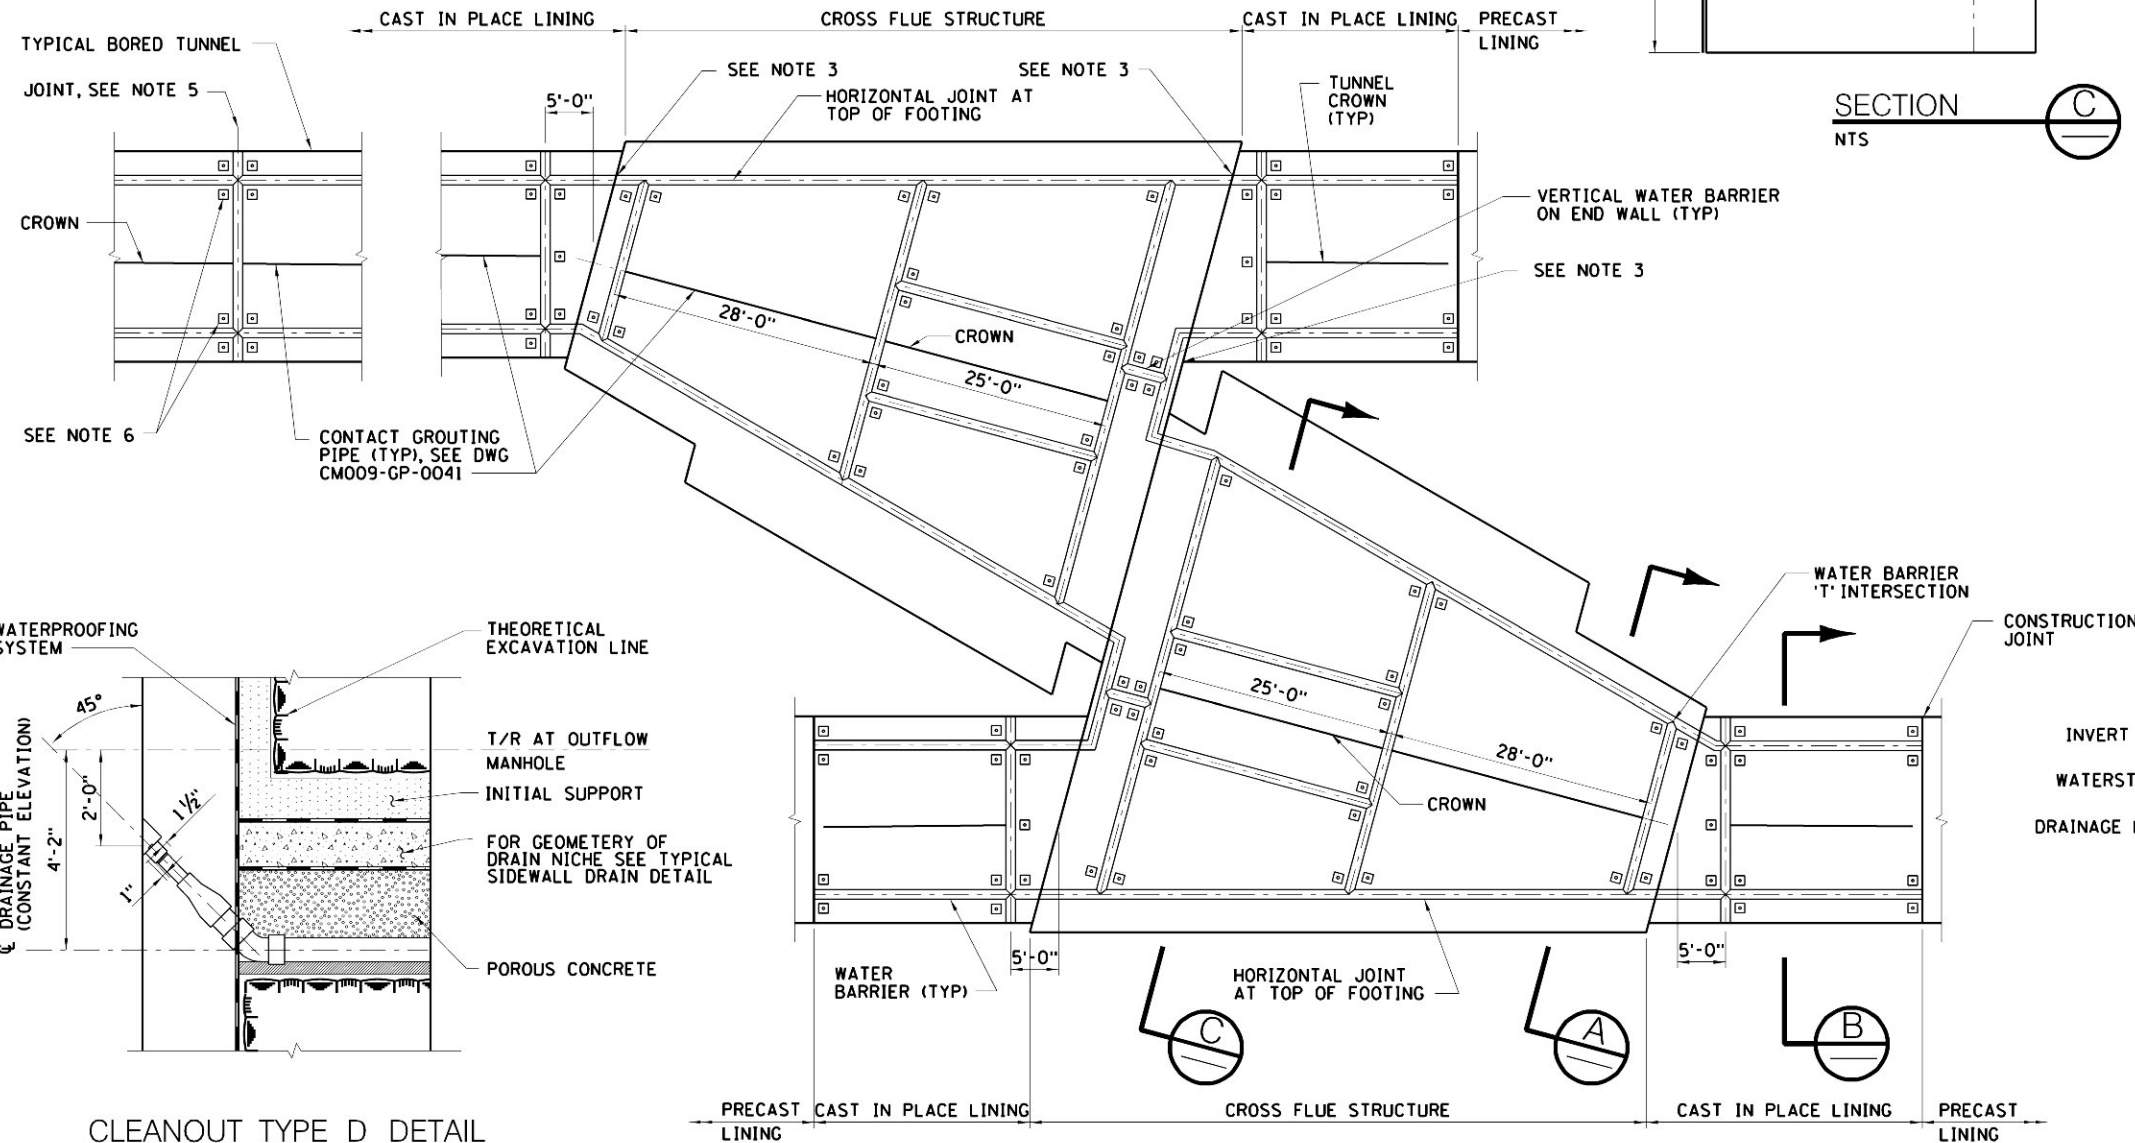 CAST IN PLACE LINING
CROSS FLUE STRUCTURE
CAST IN PLACE LINING
PRECAST
LINING
TYPICAL BORED TUNNEL
JOINT, SEE NOTE 5
5'-0"
SEE NOTE 3
SEE NOTE 3
HORIZONTAL JOINT AT
TOP OF FOOTING
TUNNEL
CROWN
(TYP)
SECTION
C
NTS
VERTICAL WATER BARRIER
ON END WALL (TYP)
CROWN
SEE NOTE 3
28'-0"
CROWN
25'-0"
SEE NOTE 6
CONTACT GROUTING
PIPE (TYP), SEE DWG
CM009-GP-0041
WATER BARRIER
'T' INTERSECTION
CONSTRUCTION
JOINT
WATERPROOFING
SYSTEM
THEORETICAL
EXCAVATION LINE
45°
T/R AT OUTFLOW
MANHOLE
INITIAL SUPPORT
FOR GEOMETERY OF
DRAIN NICHE SEE TYPICAL
SIDEWALL DRAIN DETAIL
POROUS CONCRETE
℄ DRAINAGE PIPE
(CONSTANT ELEVATION)
4'-2"
2'-0"
1 1/2"
1"
CLEANOUT TYPE D DETAIL
25'-0"
28'-0"
CROWN
INVERT
WATERST
DRAINAGE
5'-0"
5'-0"
WATER
BARRIER (TYP)
HORIZONTAL JOINT
AT TOP OF FOOTING
C
A
B
PRECAST
LINING
CAST IN PLACE LINING
CROSS FLUE STRUCTURE
CAST IN PLACE LINING
PRECAST
LINING